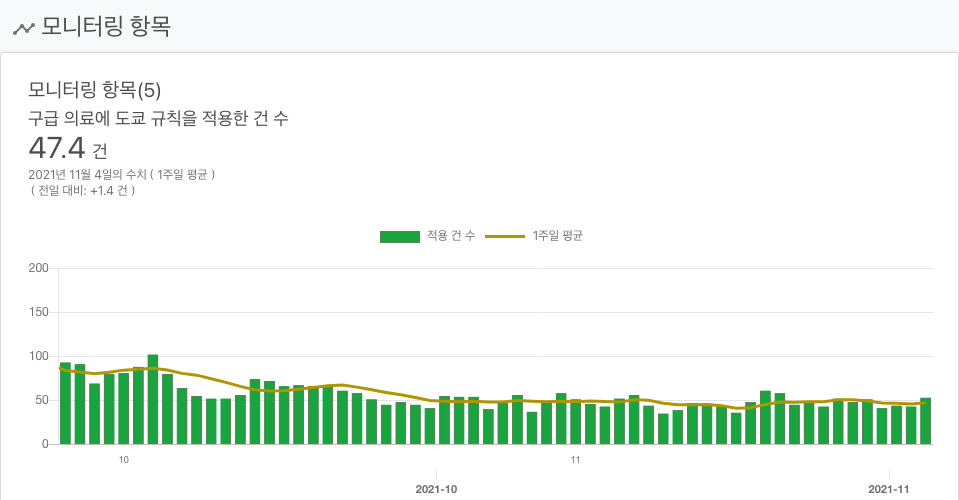 모니터링 항목
모니터링 항목(5)
구급 의료에 도쿄 규칙을 적용한 건 수
47.4 건
2021년 11월 4일의 수치 ( 1주일 평균 )
( 전일 대비: +1.4 건 )
적용 건 수 1주일 평균
200
150
100
50
0
10 11
2021-10 2021-11